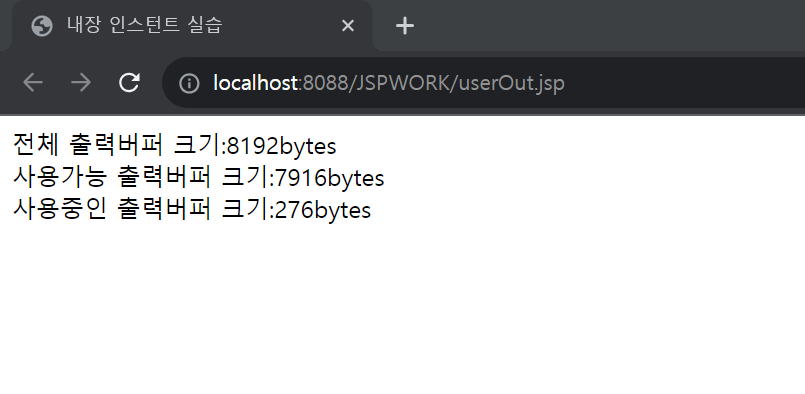 내장 인스턴트 실습
localhost:8088/JSPWORK/userOut.jsp
전체 출력버퍼 크기:8192bytes
사용가능 출력버퍼 크기:7916bytes
사용중인 출력버퍼 크기:276bytes